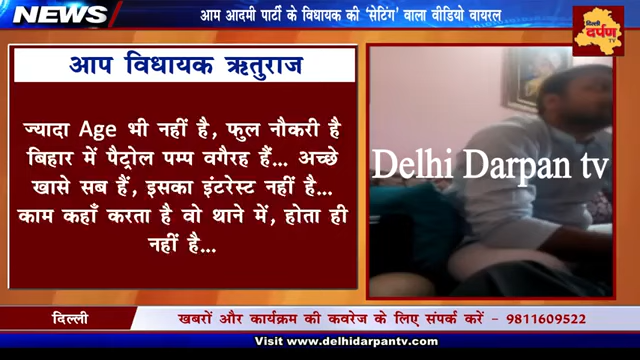 NEWS
आम आदमी पार्टी के विधायक की 'सेटिंग' वाला वीडियो वायरल
दिल्ली
दर्पण
TV
आप विधायक ऋतुराज
ज्यादा Age भी नहीं है, फुल नौकरी है
बिहार में पैट्रोल पम्प वगैरह हैं... अच्छे
खासे सब हैं, इसका इंटरेस्ट नहीं है...
काम कहाँ करता है वो थाने में, होता ही
नहीं है...
Delhi Darpan tv
दिल्ली
खबरों और कार्यक्रम की कवरेज के लिए संपर्क करें - 9811609522
Visit www.delhidarpantv.com